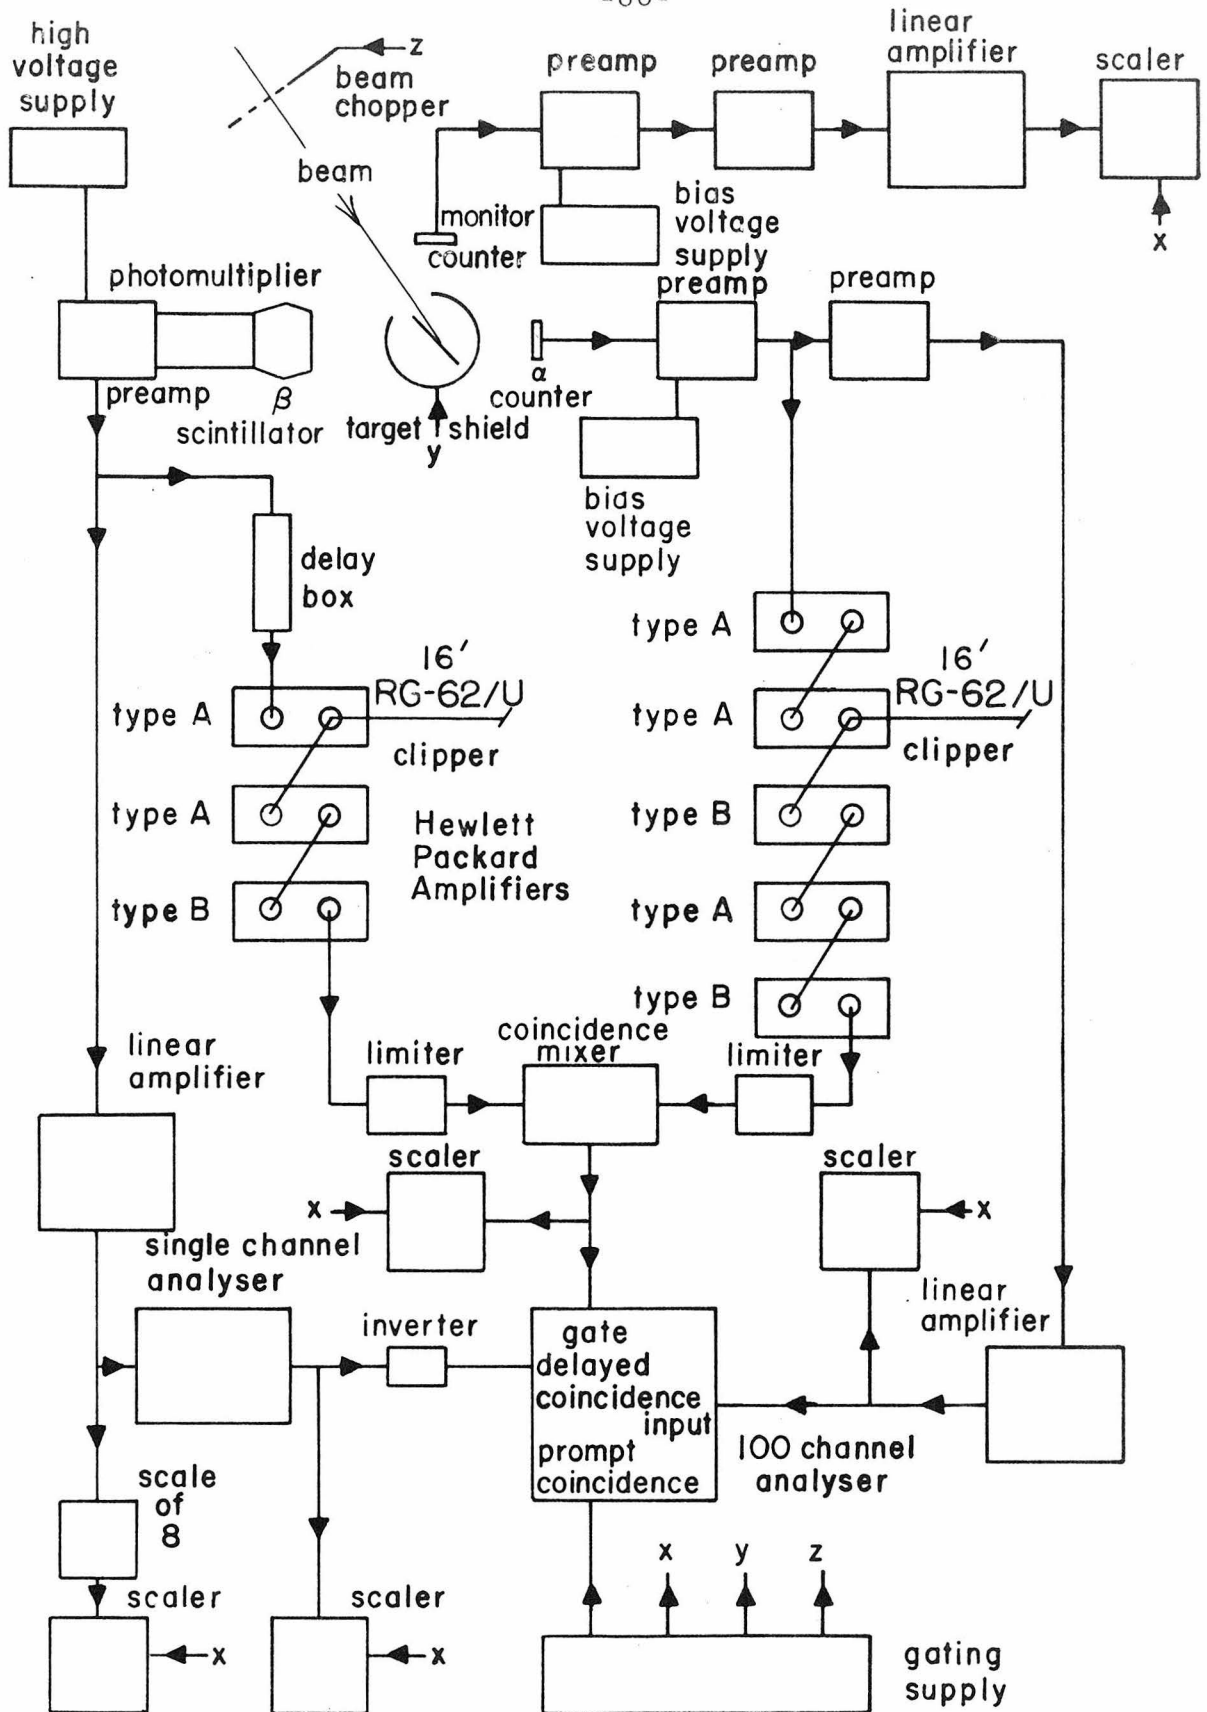 high
voltage
supply
z
beam
chopper
beam
preamp
preamp
linear
amplifier
scaler
x
monitor
counter
bias
voltage
supply
photomultiplier
preamp
β
scintillator
target shield
y
α
counter
preamp
preamp
bias
voltage
supply
delay
box
type A
16'
RG-62/U
clipper
type A
type B
Hewlett
Packard
Amplifiers
type A
type A
16'
RG-62/U
clipper
type B
type A
type B
linear
amplifier
limiter
coincidence
mixer
limiter
scaler
x
scaler
x
single channel
analyser
inverter
gate
delayed
coincidence
input
prompt
coincidence
linear
amplifier
100 channel
analyser
scale
of
8
scaler
x
scaler
x
x
y
z
gating
supply